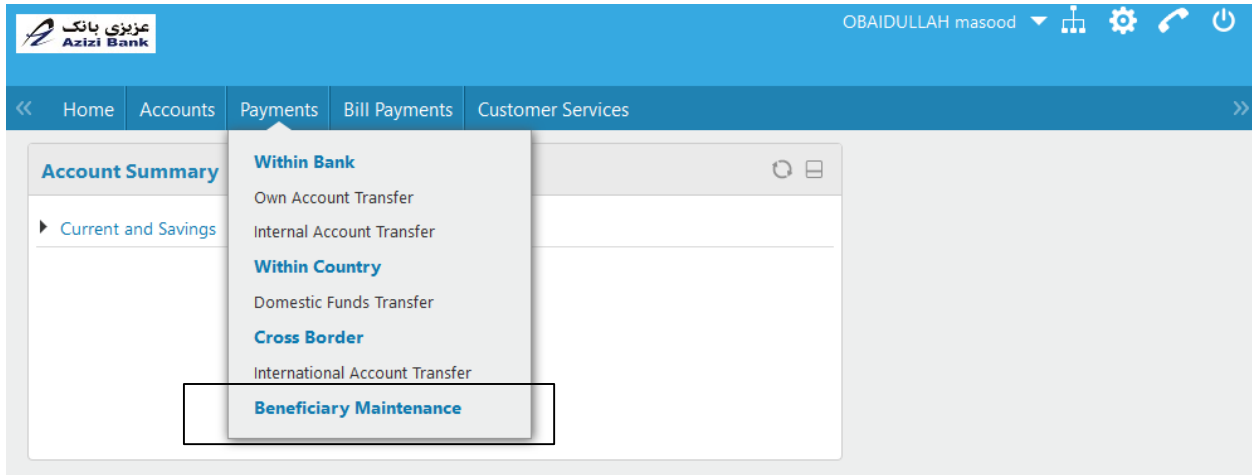 عزیزی بانک
Azizi Bank
OBAIDULLAH masood
Home Accounts Payments Bill Payments Customer Services
Account Summary
Current and Savings
Within Bank
Own Account Transfer
Internal Account Transfer
Within Country
Domestic Funds Transfer
Cross Border
International Account Transfer
Beneficiary Maintenance